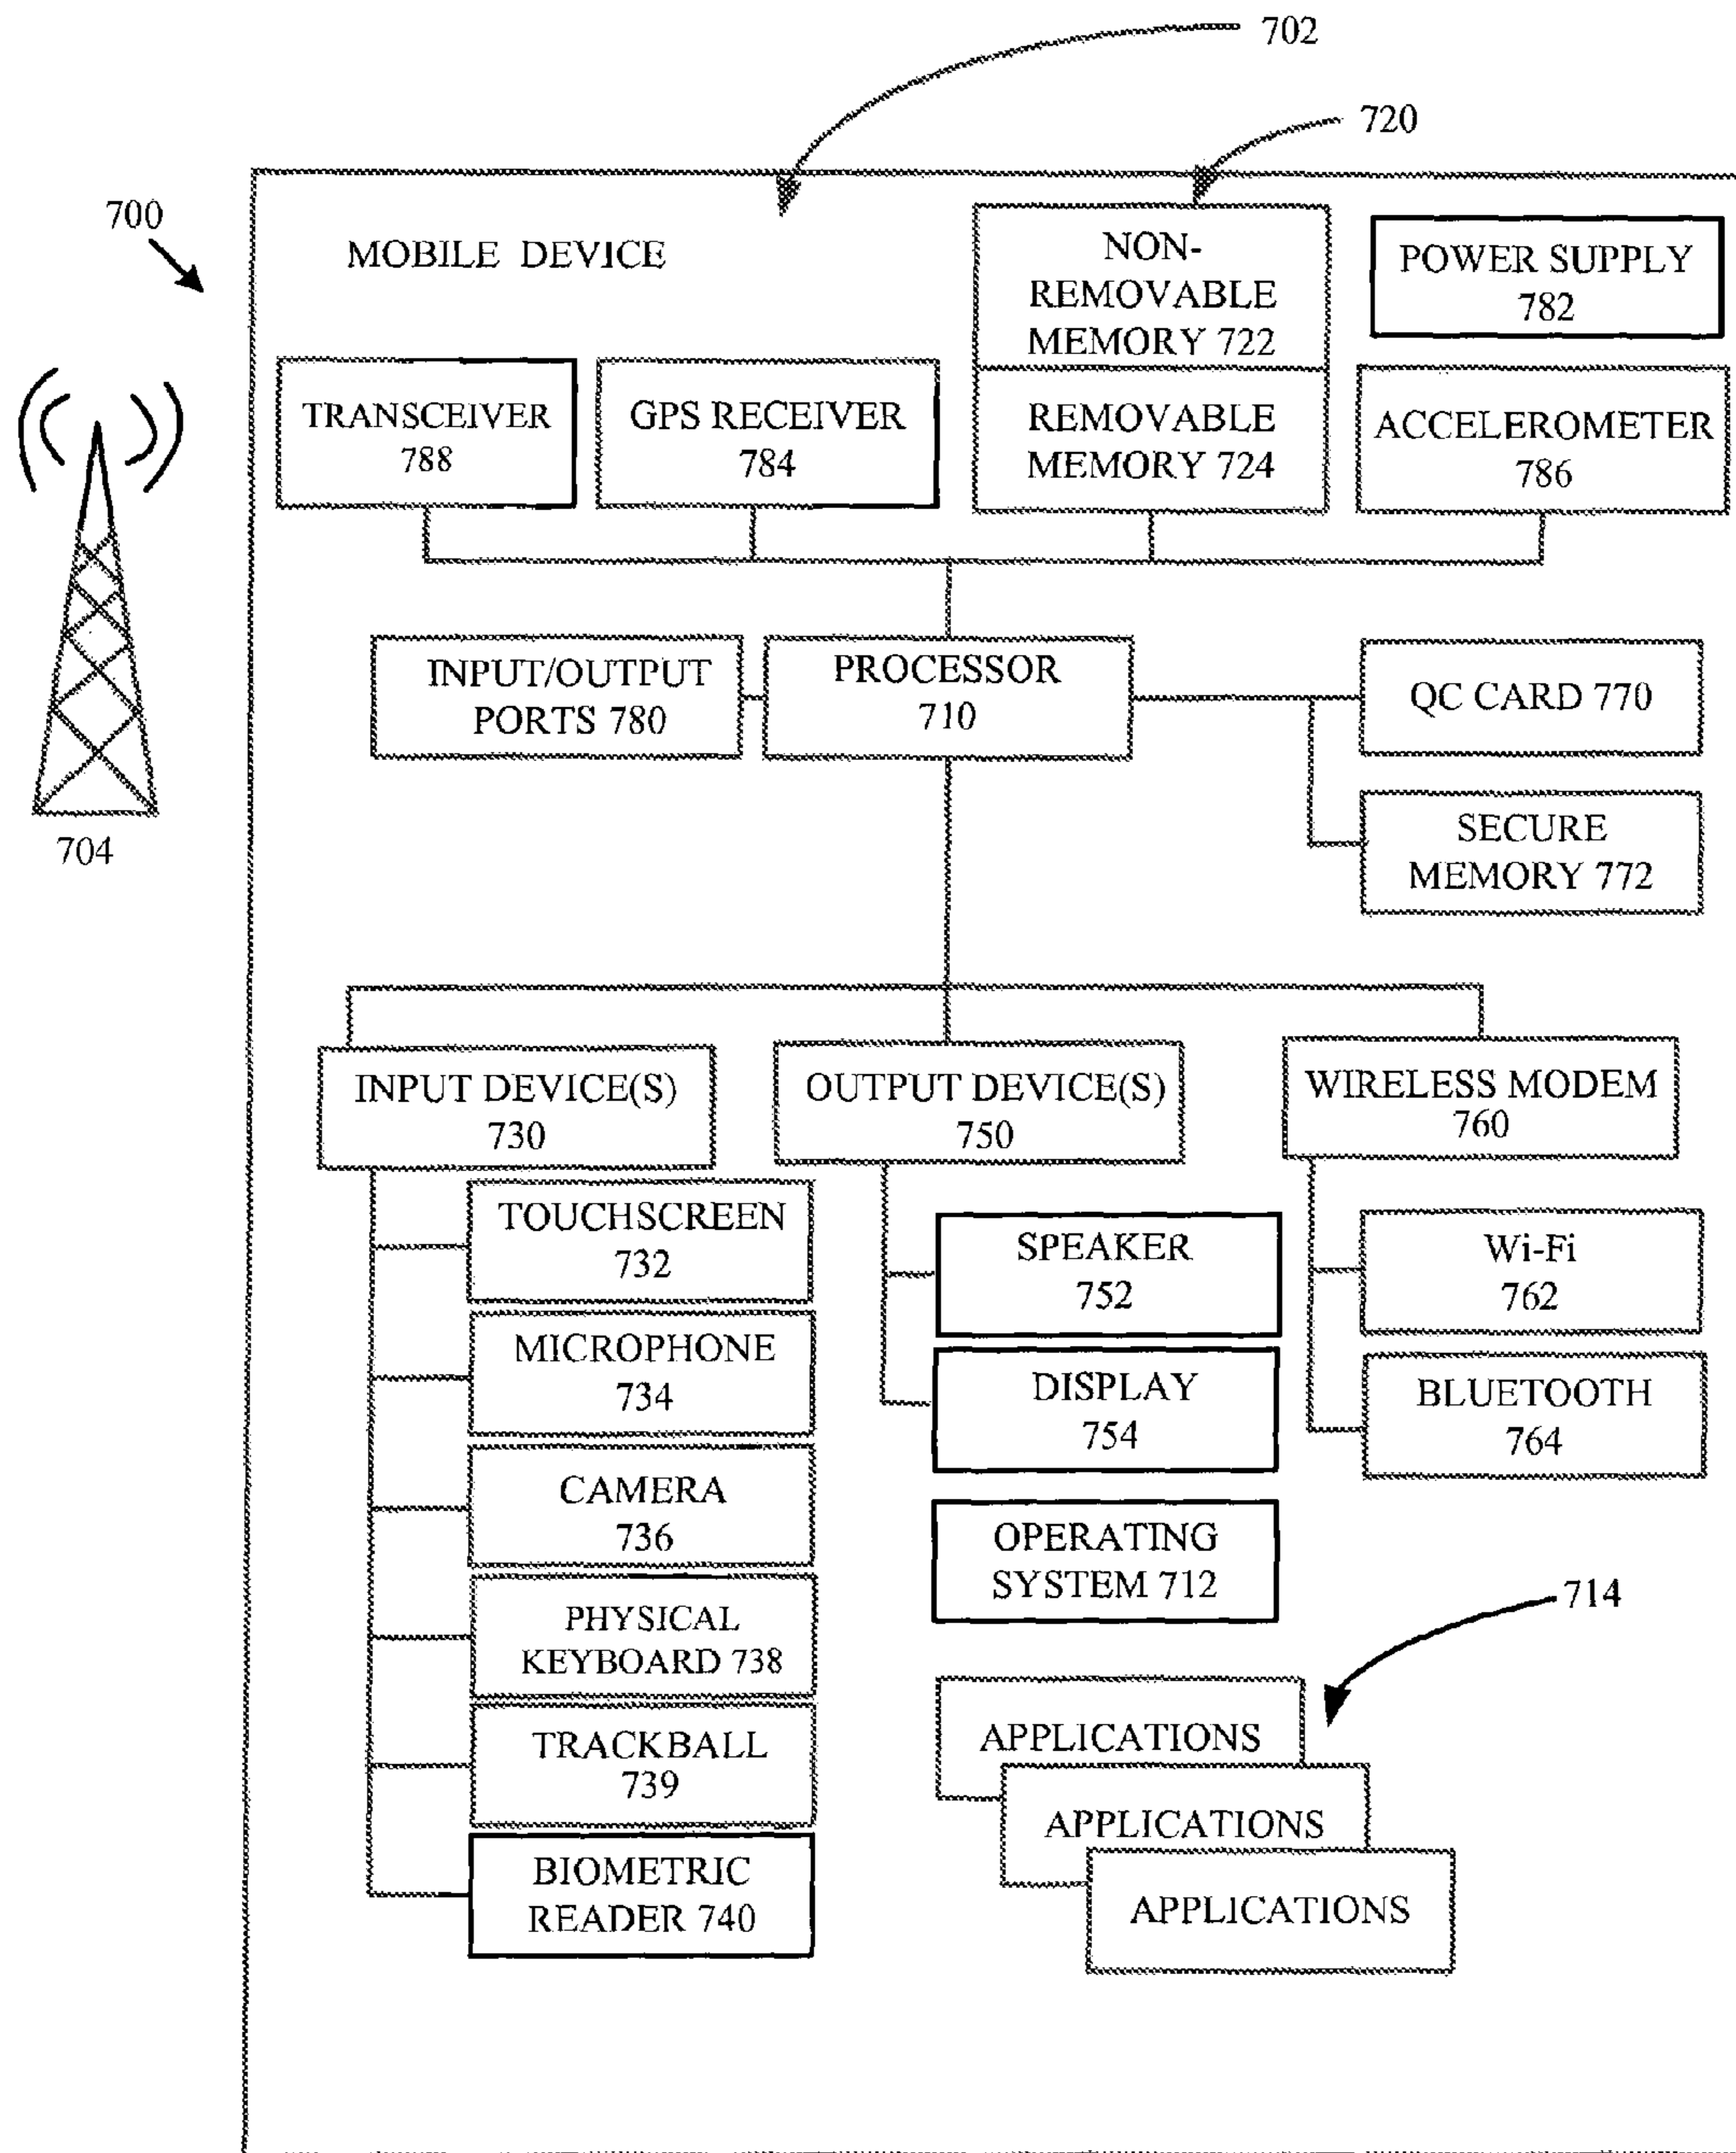 702
720
700
MOBILE DEVICE
NON-
REMOVABLE
MEMORY 722
POWER SUPPLY
782
TRANSCEIVER
788
GPS RECEIVER
784
REMOVABLE
MEMORY 724
ACCELEROMETER
786
704
INPUT/OUTPUT
PORTS 780
PROCESSOR
710
QC CARD 770
SECURE
MEMORY 772
INPUT DEVICE(S)
730
OUTPUT DEVICE(S)
750
WIRELESS MODEM
760
TOUCHSCREEN
732
MICROPHONE
734
CAMERA
736
PHYSICAL
KEYBOARD 738
TRACKBALL
739
BIOMETRIC
READER 740
SPEAKER
752
DISPLAY
754
OPERATING
SYSTEM 712
Wi-Fi
762
BLUETOOTH
764
714
APPLICATIONS
APPLICATIONS
APPLICATIONS